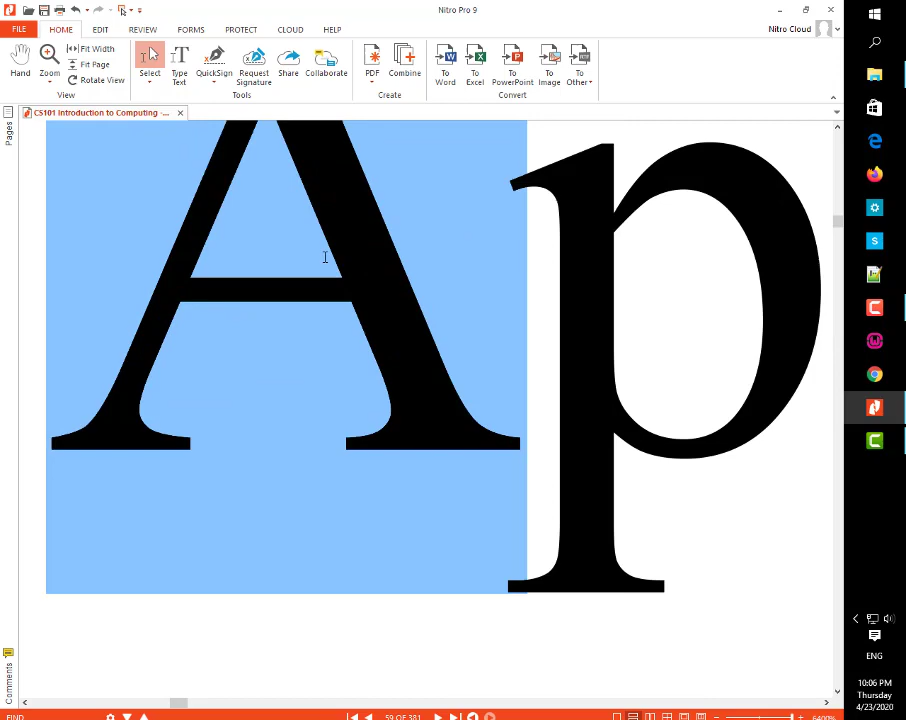 Nitro Pro 9
FILE HOME EDIT REVIEW FORMS PROTECT CLOUD HELP Nitro Cloud
Hand Zoom Fit Width Fit Page Rotate View Select Type Text QuickSign Request Signature Share Collaborate PDF Combine To Word To Excel To PowerPoint To Image To Other
View Tools Create Convert
CS101 Introduction to Computing -...
Pages
Ap
Comments
FIND 59 OF 381 6400%
ENG
10:06 PM
Thursday
4/23/2020